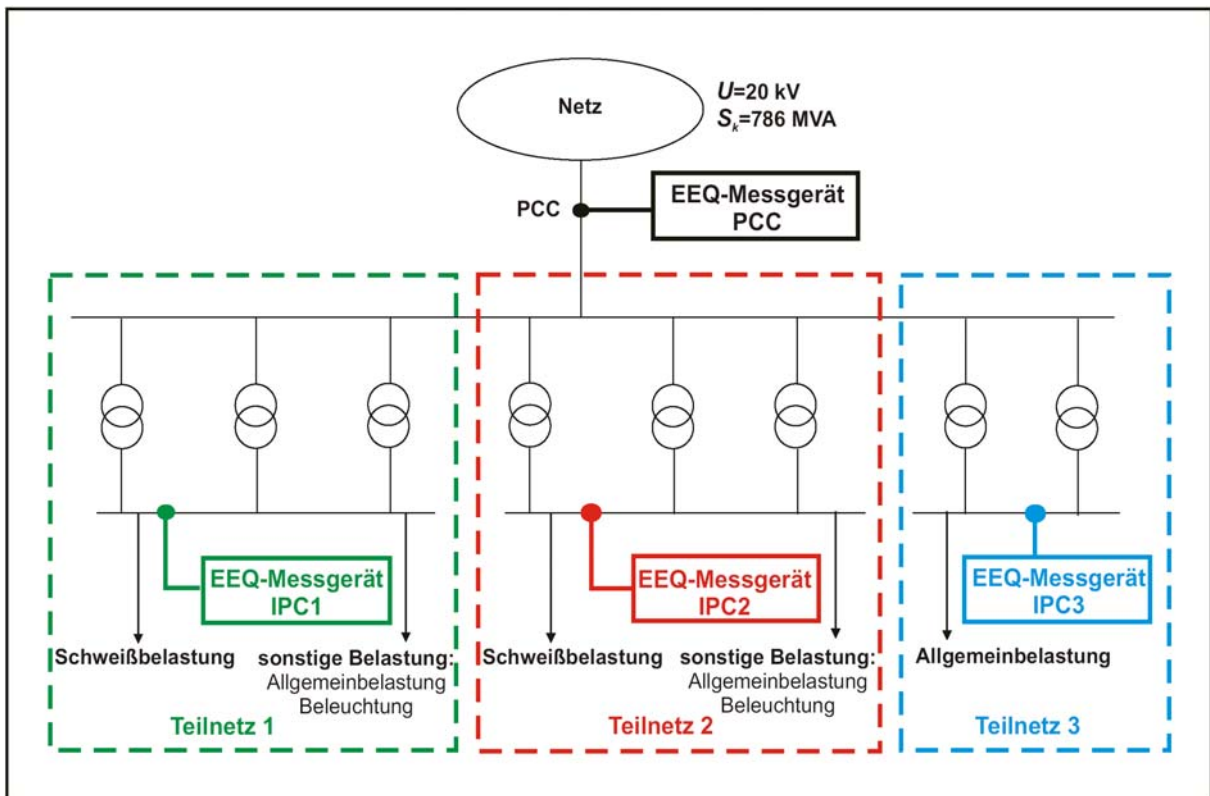 Netz
U=20 kV
Sk=786 MVA
PCC
EEQ-Messgerät
PCC
EEQ-Messgerät
IPC1
Schweißbelastung
sonstige Belastung:
Allgemeinbelastung
Beleuchtung
Teilnetz 1
EEQ-Messgerät
IPC2
Schweißbelastung
sonstige Belastung:
Allgemeinbelastung
Beleuchtung
Teilnetz 2
EEQ-Messgerät
IPC3
Allgemeinbelastung
Teilnetz 3